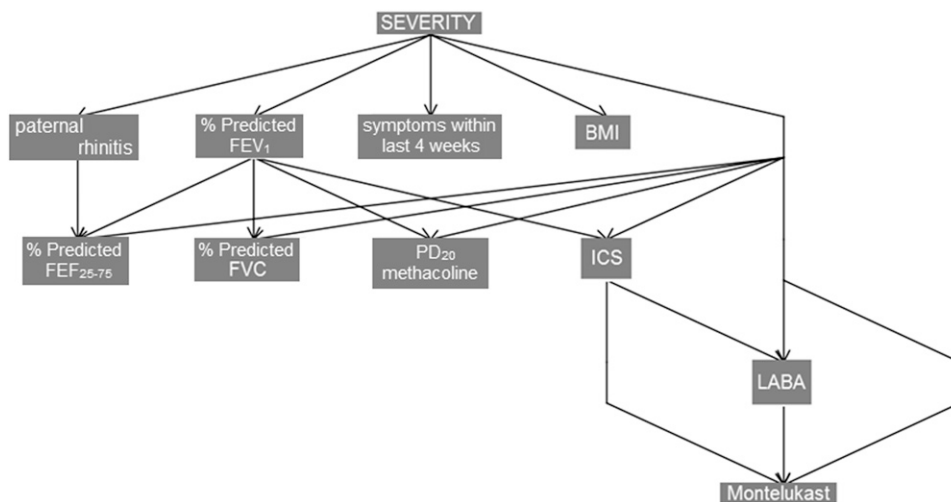 SEVERITY
paternal
rhinitis
% Predicted
FEV₁
symptoms within
last 4 weeks
BMI
% Predicted
FEF₂₅₋₇₅
% Predicted
FVC
PD₂₀
methacoline
ICS
LABA
Montelukast